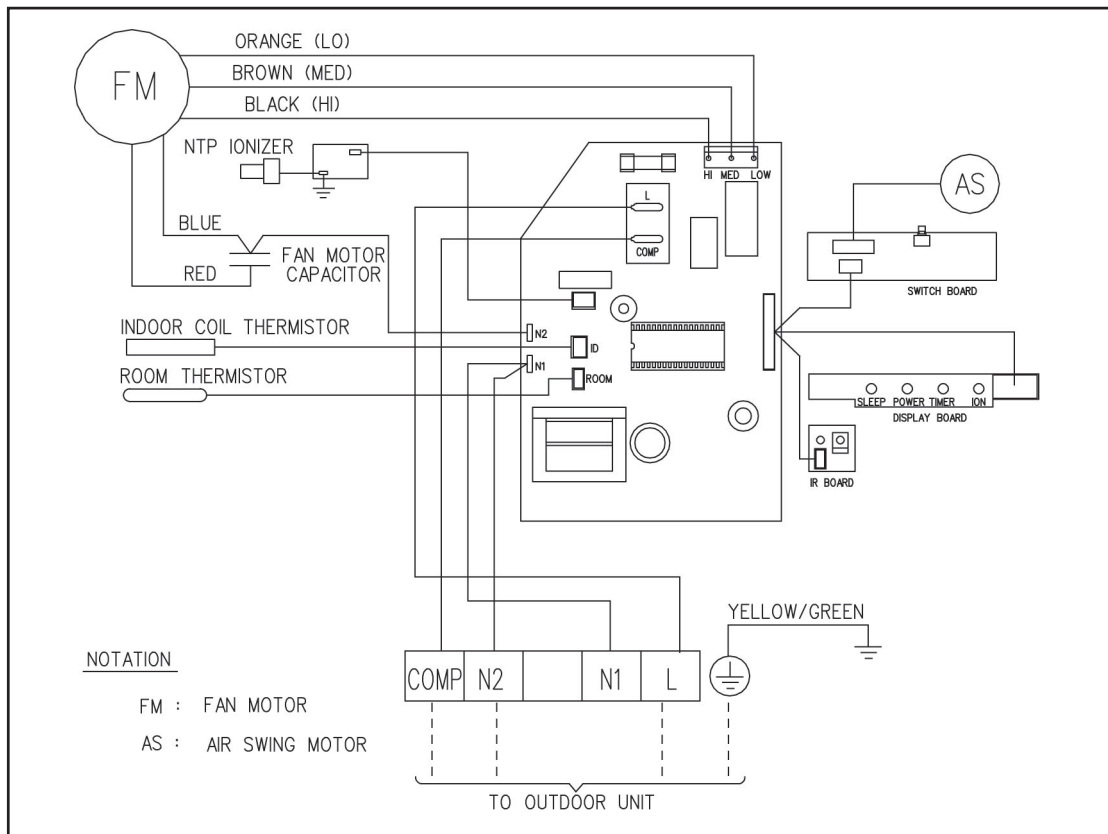 ORANGE (LO)
BROWN (MED)
FM
BLACK (HI)
NTP IONIZER
HI MED LOW
L
AS
COMP
BLUE
FAN MOTOR
CAPACITOR
RED
SWITCH BOARD
INDOOR COIL THERMISTOR
N2
ID
N1
ROOM THERMISTOR
ROOM
SLEEP POWER TIMER ION
DISPLAY BOARD
IR BOARD
YELLOW/GREEN
NOTATION
COMP N2 N1 L
FM : FAN MOTOR
AS : AIR SWING MOTOR
TO OUTDOOR UNIT